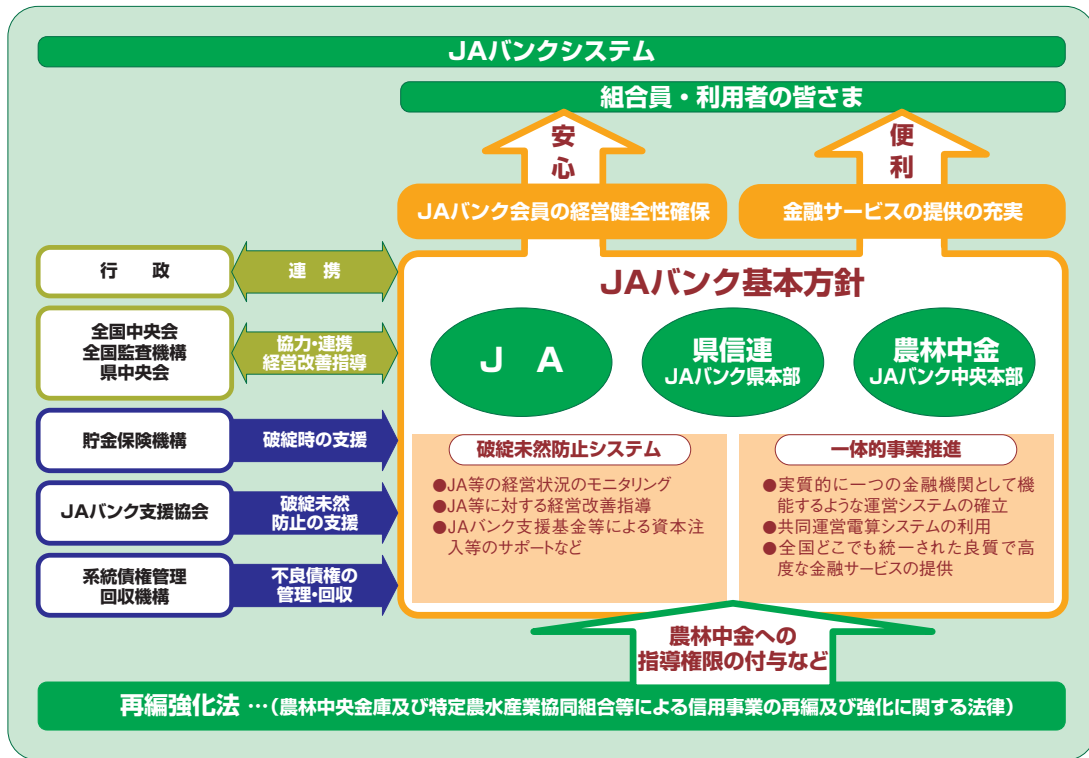 JAバンクシステム
組合員・利用者の皆さま
安心
便利
JAバンク会員の経営健全性確保
金融サービスの提供の充実
行　政
連　携
全国中央会
全国監査機構
県中央会
協力・連携
経営改善指導
貯金保険機構
破綻時の支援
JAバンク支援協会
破綻未然
防止の支援
系統債権管理
回収機構
不良債権の
管理・回収
JAバンク基本方針
J　A
県信連
JAバンク県本部
農林中金
JAバンク中央本部
破綻未然防止システム
●JA等の経営状況のモニタリング
●JA等に対する経営改善指導
●JAバンク支援基金等による資本注
入等のサポートなど
一体的事業推進
●実質的に一つの金融機関として機
能するような運営システムの確立
●共同運営電算システムの利用
●全国どこでも統一された良質で高
度な金融サービスの提供
農林中金への
指導権限の付与など
再編強化法 …（農林中央金庫及び特定農水産業協同組合等による信用事業の再編及び強化に関する法律）